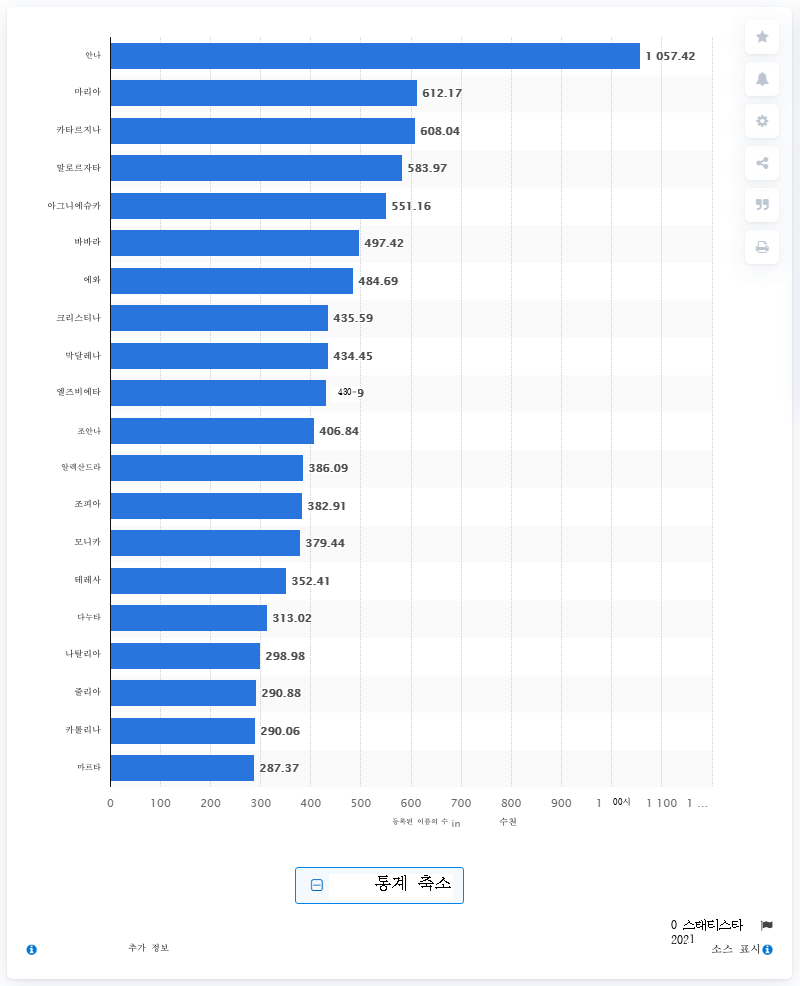 안나 1 057.42
마리아 612.17
카타르지나 608.04
말로르자타 583.97
아그니에슈카 551.16
바바라 497.42
에와 484.69
크리스티나 435.59
막달레나 434.45
엘즈비에타 430-9
조안나 406.84
알렉산드라 386.09
조피아 382.91
모니카 379.44
테레사 352.41
다누타 313.02
나탈리아 298.98
줄리아 290.88
카롤리나 290.06
마르타 287.37
0 100 200 300 400 500 600 700 800 900 1 00시 1 100 1 ...
등록된 이름의 수 in 수천
통계 축소
0 스태티스타
2021
추가 정보 소스 표시